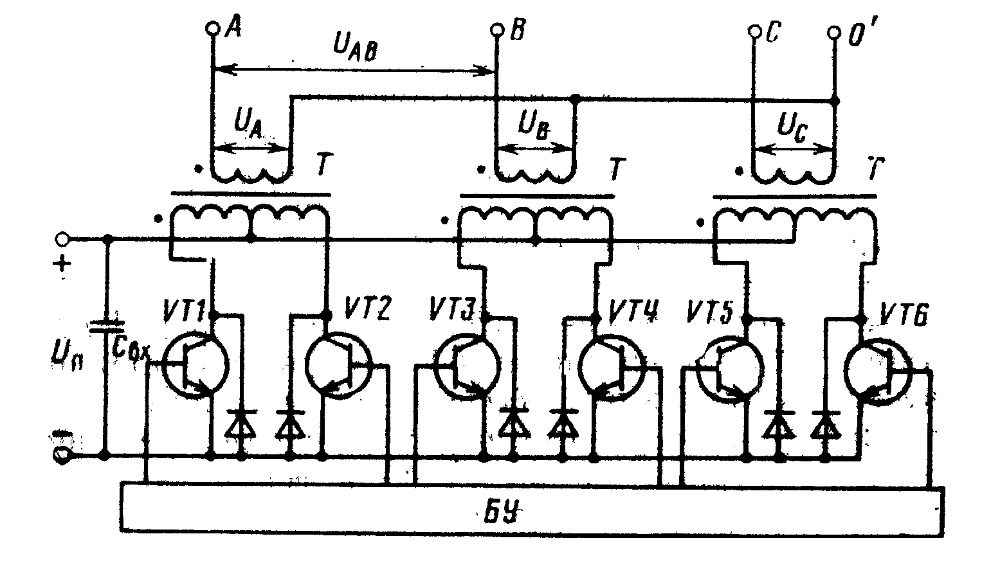 A B C O'
U_AB
U_A U_B U_C
T T T
+
VT1 VT2 VT3 VT4 VT5 VT6
U_п C_вх
−
БУ